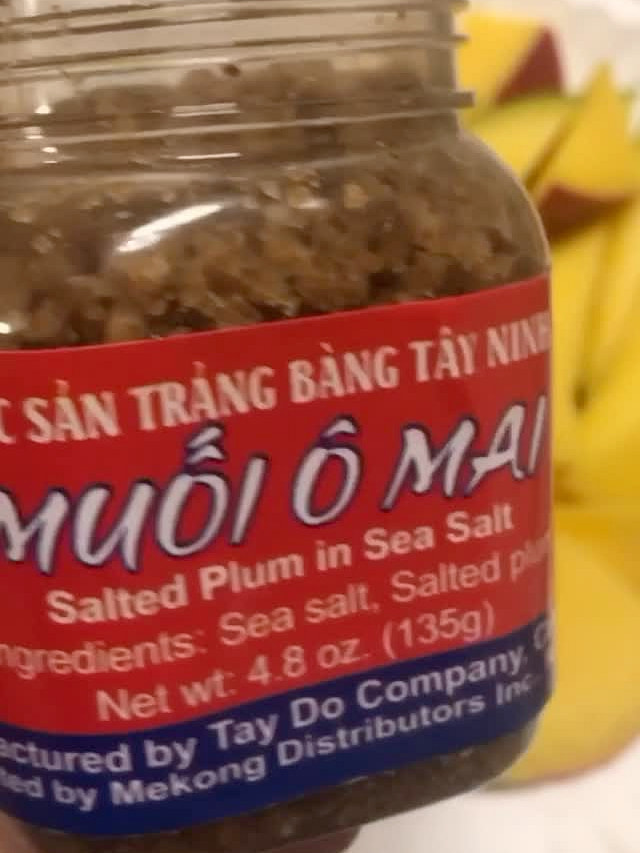 SẢN TRẢNG BÀNG TÂY NINH
MUỐI Ô MAI
Salted Plum in Sea Salt
Ingredients: Sea salt, Salted
Net wt: 4.8 oz. (135g)
by Tay Do Company,
by Mekong Distributors Inc.